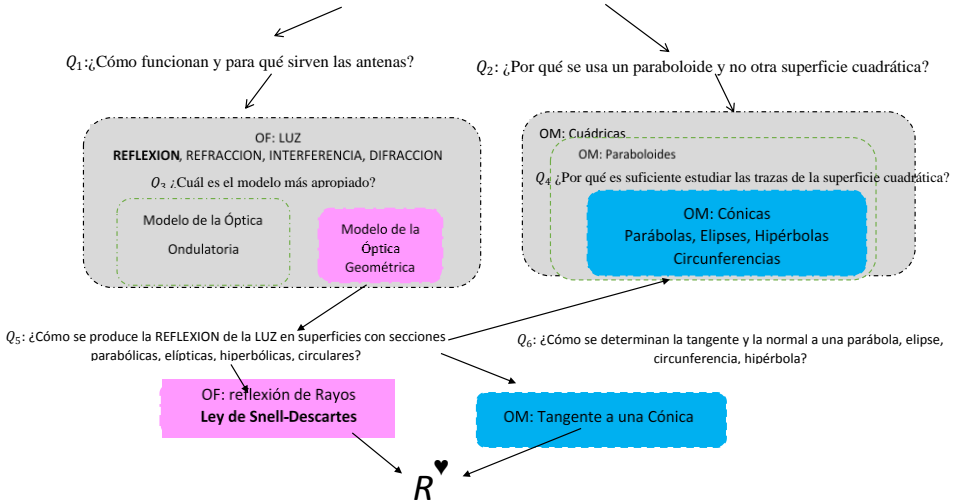 Q₁:¿Cómo funcionan y para qué sirven las antenas?
Q₂: ¿Por qué se usa un paraboloide y no otra superficie cuadrática?
OF: LUZ
REFLEXION, REFRACCION, INTERFERENCIA, DIFRACCION
Q₃ ¿Cuál es el modelo más apropiado?
Modelo de la Óptica
Ondulatoria
Modelo de la
Óptica
Geométrica
OM: Cuádricas
OM: Paraboloides
Q₄ ¿Por qué es suficiente estudiar las trazas de la superficie cuadrática?
OM: Cónicas
Parábolas, Elipses, Hipérbolas
Circunferencias
Q₅: ¿Cómo se produce la REFLEXION de la LUZ en superficies con secciones
parabólicas, elípticas, hiperbólicas, circulares?
Q₆: ¿Cómo se determinan la tangente y la normal a una parábola, elipse,
circunferencia, hipérbola?
OF: reflexión de Rayos
Ley de Snell-Descartes
OM: Tangente a una Cónica
R♥